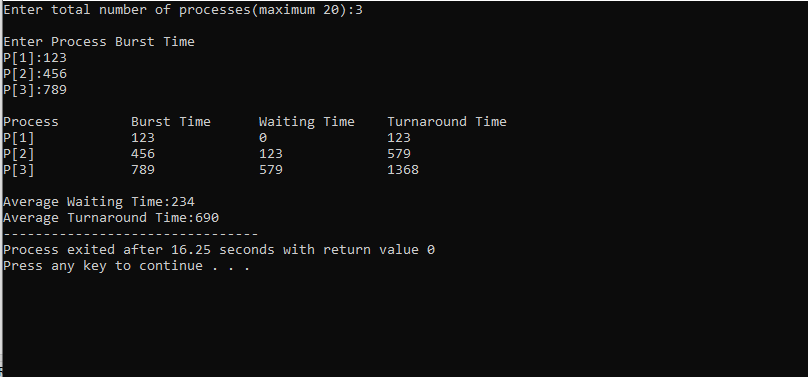 Enter total number of processes(maximum 20):3
Enter Process Burst Time
P[1]:123
P[2]:456
P[3]:789
Process Burst Time Waiting Time Turnaround Time
P[1] 123 0 123
P[2] 456 123 579
P[3] 789 579 1368
Average Waiting Time:234
Average Turnaround Time:690
--------------------------------
Process exited after 16.25 seconds with return value 0
Press any key to continue . . .